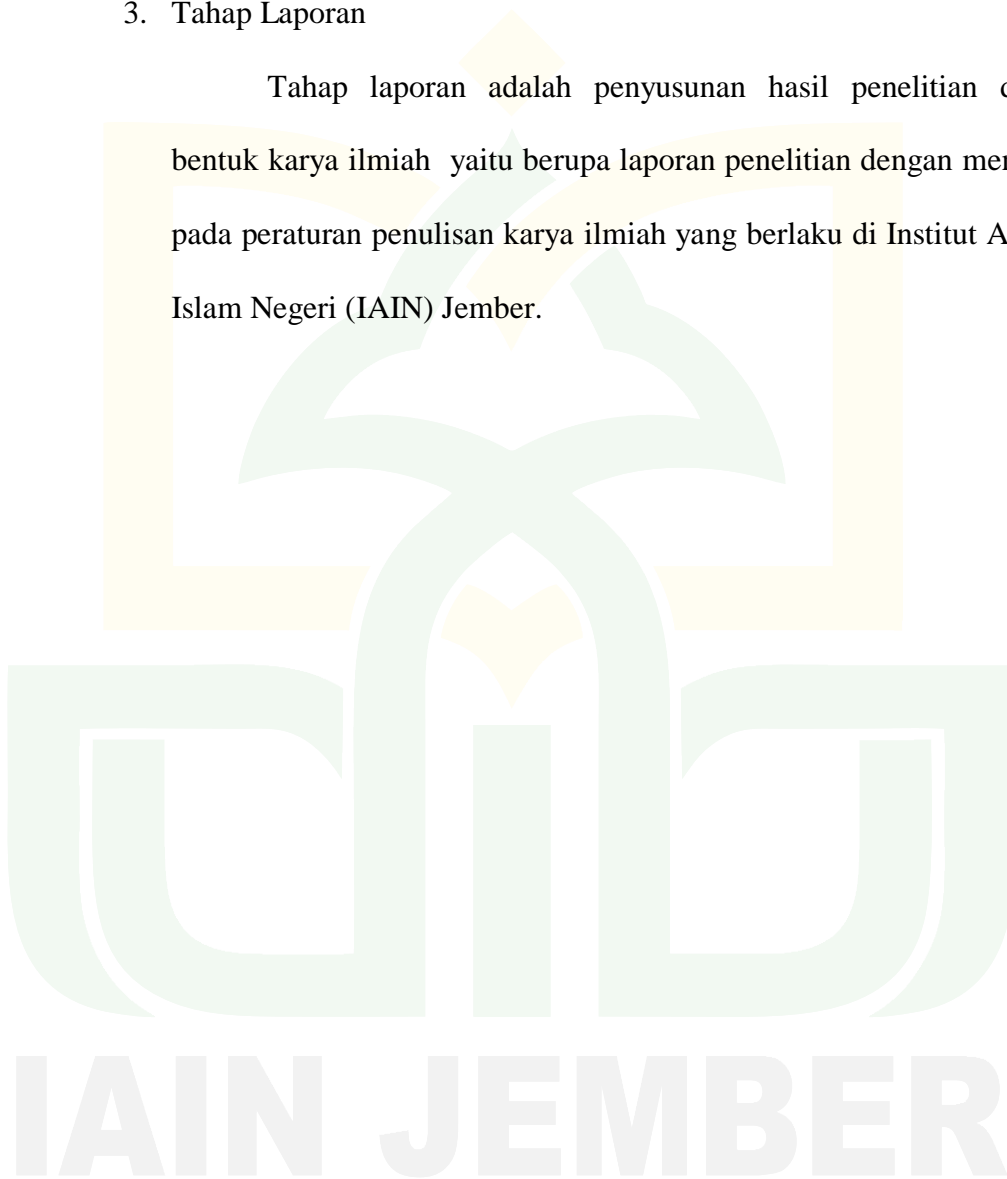 3. Tahap Laporan
Tahap laporan adalah penyusunan hasil penelitian
bentuk karya ilmiah yaitu berupa laporan penelitian dengan
pada peraturan penulisan karya ilmiah yang berlaku di Institut
Islam Negeri (IAIN) Jember.
IAIN JEMBER